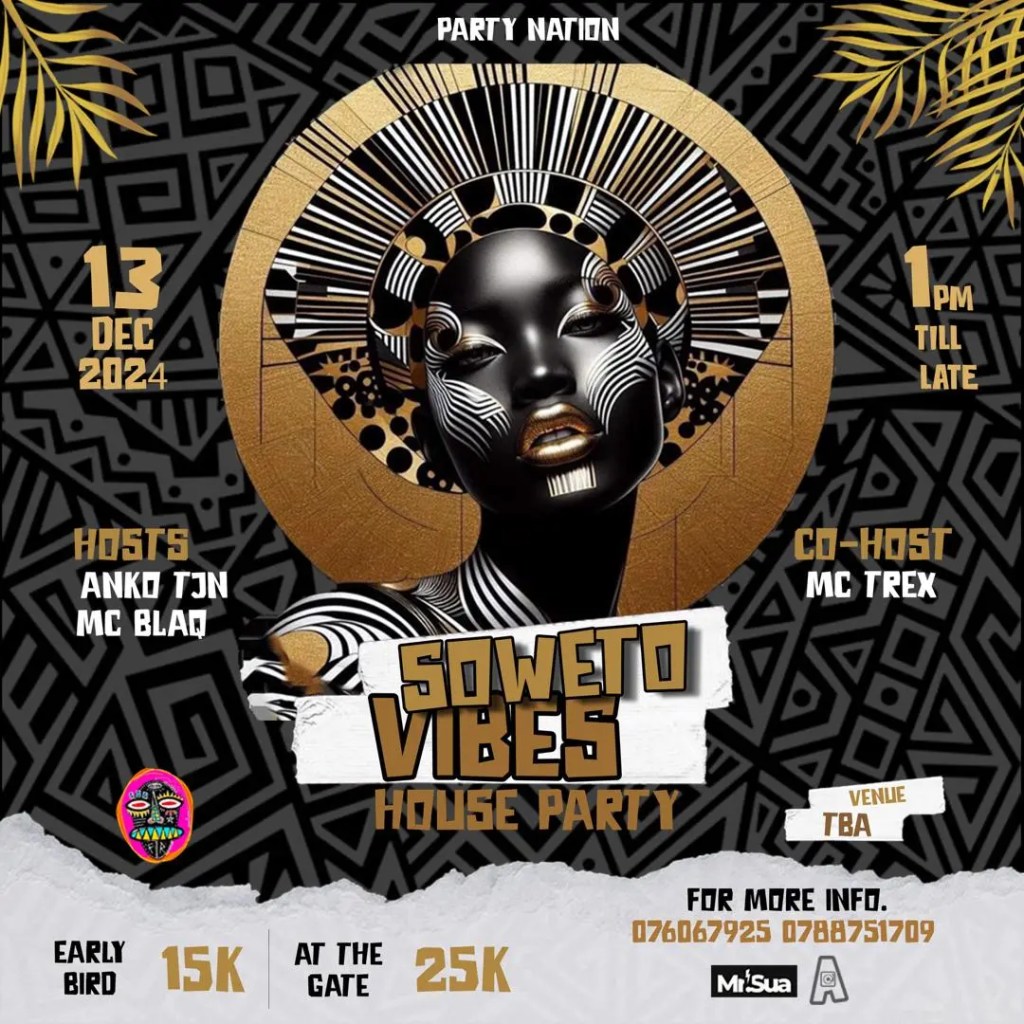 PARTY NATION
13
DEC
2024
1PM
TILL
LATE
HOSTS
ANKO TJN
MC BLAQ
CO-HOST
MC TREX
SOWETO
VIBES
HOUSE PARTY
VENUE
TBA
EARLY
BIRD
15K
AT THE
GATE
25K
FOR MORE INFO.
076067925 0788751709
Mr.Sua
A